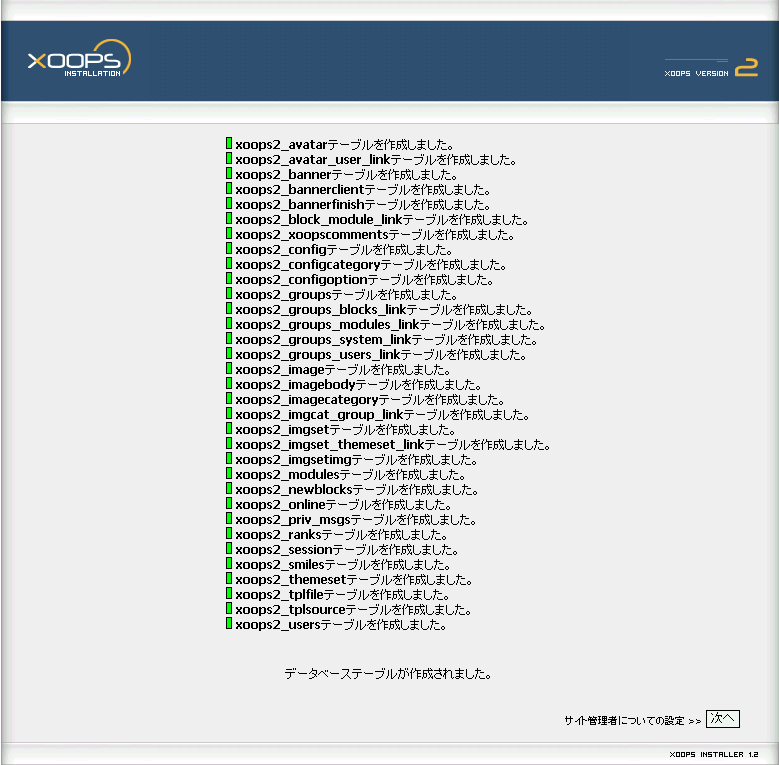 XOOPS
INSTALLATION
XOOPS VERSION 2
xoops2_avatarテーブルを作成しました。
xoops2_avatar_user_linkテーブルを作成しました。
xoops2_bannerテーブルを作成しました。
xoops2_bannerclientテーブルを作成しました。
xoops2_bannerfinishテーブルを作成しました。
xoops2_block_module_linkテーブルを作成しました。
xoops2_xoopscommentsテーブルを作成しました。
xoops2_configテーブルを作成しました。
xoops2_configcategoryテーブルを作成しました。
xoops2_configoptionテーブルを作成しました。
xoops2_groupsテーブルを作成しました。
xoops2_groups_blocks_linkテーブルを作成しました。
xoops2_groups_modules_linkテーブルを作成しました。
xoops2_groups_system_linkテーブルを作成しました。
xoops2_groups_users_linkテーブルを作成しました。
xoops2_imageテーブルを作成しました。
xoops2_imagebodyテーブルを作成しました。
xoops2_imagecategoryテーブルを作成しました。
xoops2_imgcat_group_linkテーブルを作成しました。
xoops2_imgsetテーブルを作成しました。
xoops2_imgset_themeset_linkテーブルを作成しました。
xoops2_imgsetimgテーブルを作成しました。
xoops2_modulesテーブルを作成しました。
xoops2_newblocksテーブルを作成しました。
xoops2_onlineテーブルを作成しました。
xoops2_priv_msgsテーブルを作成しました。
xoops2_ranksテーブルを作成しました。
xoops2_sessionテーブルを作成しました。
xoops2_smilesテーブルを作成しました。
xoops2_themesetテーブルを作成しました。
xoops2_tplfileテーブルを作成しました。
xoops2_tplsourceテーブルを作成しました。
xoops2_usersテーブルを作成しました。
データベーステーブルが作成されました。
サイト管理者についての設定 >> 次へ
XOOPS INSTALLER 1.2